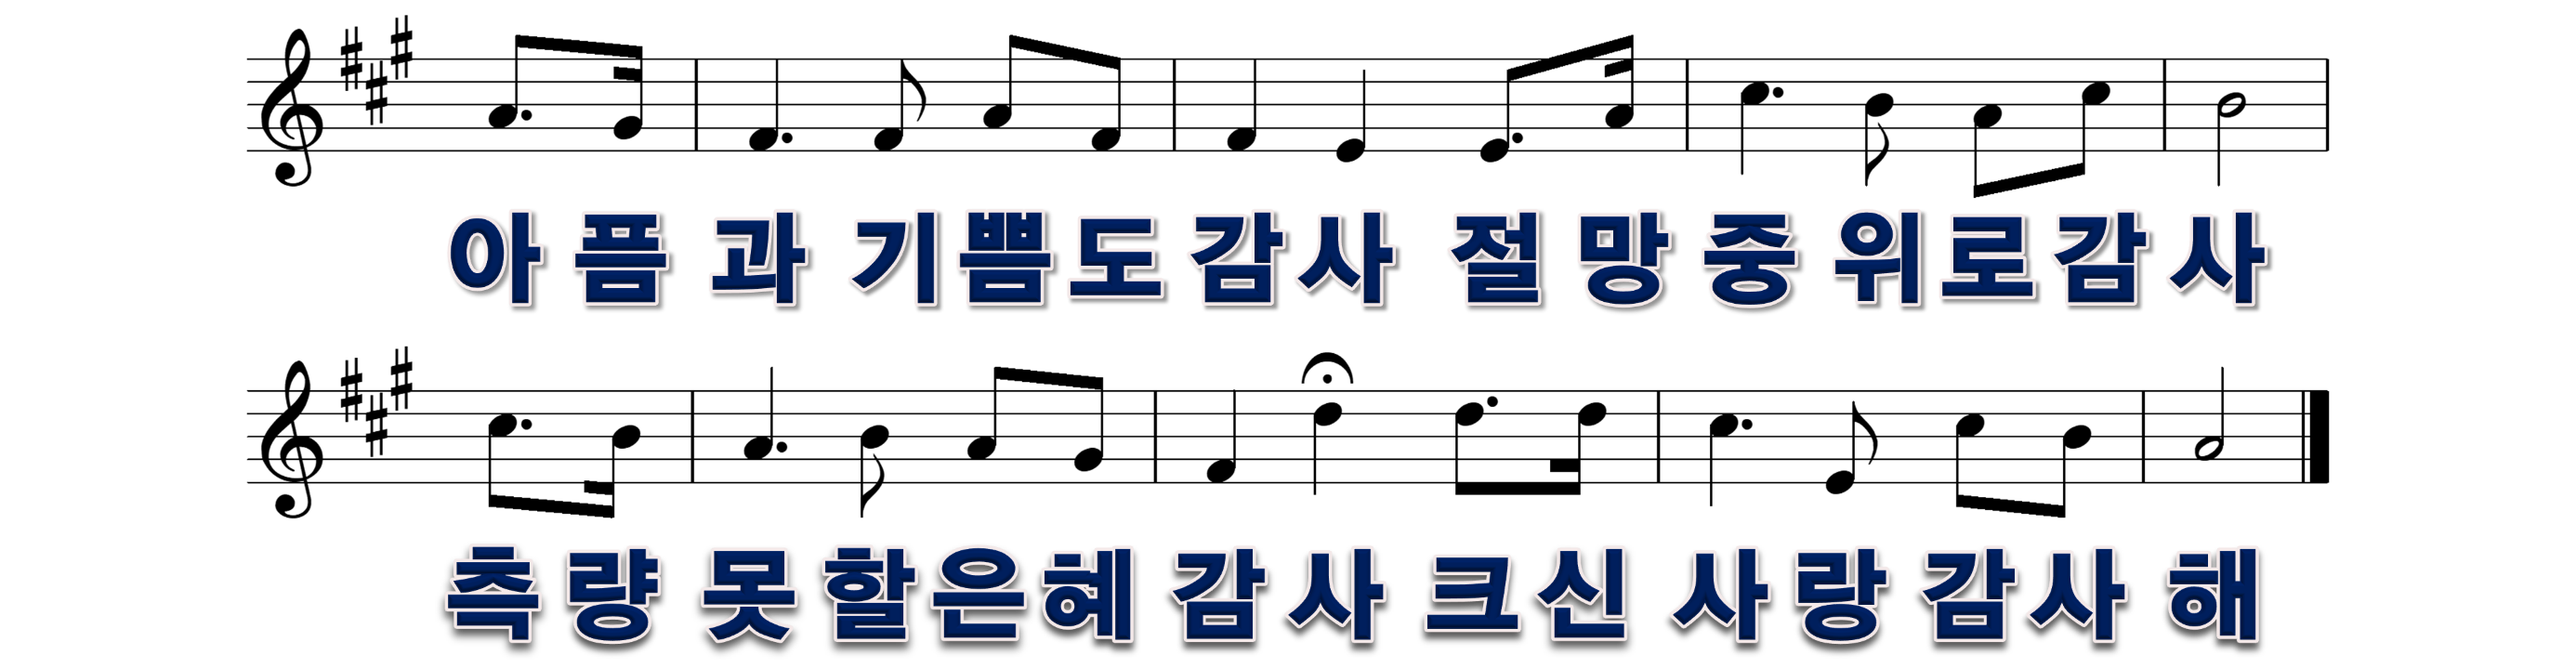 아픔과 기쁨도 감사 절망 중 위로 감사
측량 못할 은혜 감사 크신 사랑 감사해